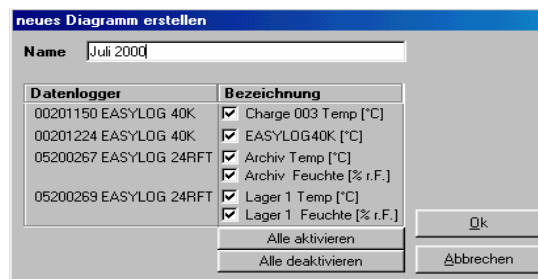 neues Diagramm erstellen
Name Juli 2000
Datenlogger Bezeichnung
00201150 EASYLOG 40K Charge 003 Temp [°C]
00201224 EASYLOG 40K EASYLOG40K [°C]
05200267 EASYLOG 24RFT Archiv Temp [°C]
Archiv Feuchte [% r.F.]
05200269 EASYLOG 24RFT Lager 1 Temp [°C]
Lager 1 Feuchte [% r.F.]
Ok
Alle aktivieren
Alle deaktivieren Abbrechen